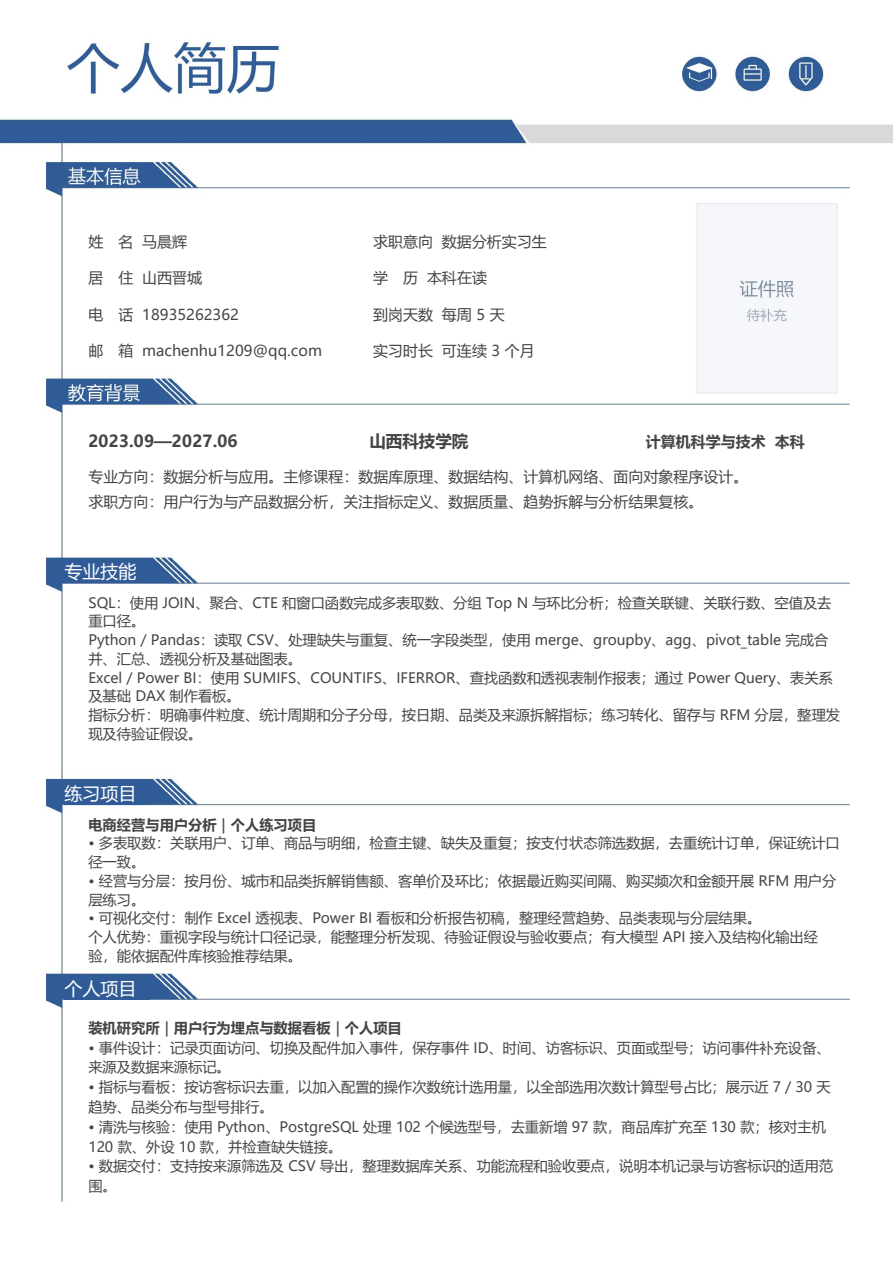 个人简历
基本信息
姓 名 马晨辉
求职意向 数据分析实习生
居 住 山西晋城
学 历 本科在读
电 话 18935262362
到岗天数 每周 5 天
邮 箱 machenhu1209@qq.com
实习时长 可连续 3 个月
证件照
待补充
教育背景
2023.09—2027.06 山西科技学院 计算机科学与技术 本科
专业方向：数据分析与应用。主修课程：数据库原理、数据结构、计算机网络、面向对象程序设计。
求职方向：用户行为与产品数据分析，关注指标定义、数据质量、趋势拆解与分析结果复核。
专业技能
SQL：使用 JOIN、聚合、CTE 和窗口函数完成多表取数、分组 Top N 与环比分析；检查关联键、关联行数、空值及去
重口径。
Python / Pandas：读取 CSV、处理缺失与重复、统一字段类型，使用 merge、groupby、agg、pivot_table 完成合
并、汇总、透视分析及基础图表。
Excel / Power BI：使用 SUMIFS、COUNTIFS、IFERROR、查找函数和透视表制作报表；通过 Power Query、表关系
及基础 DAX 制作看板。
指标分析：明确事件粒度、统计周期和分子分母，按日期、品类及来源拆解指标；练习转化、留存与 RFM 分层，整理发
现及待验证假设。
练习项目
电商经营与用户分析｜个人练习项目
• 多表取数：关联用户、订单、商品与明细，检查主键、缺失及重复；按支付状态筛选数据，去重统计订单，保证统计口
径一致。
• 经营与分层：按月份、城市和品类拆解销售额、客单价及环比；依据最近购买间隔、购买频次和金额开展 RFM 用户分
层练习。
• 可视化交付：制作 Excel 透视表、Power BI 看板和分析报告初稿，整理经营趋势、品类表现与分层结果。
个人优势：重视字段与统计口径记录，能整理分析发现、待验证假设与验收要点；有大模型 API 接入及结构化输出经
验，能依据配件库核验推荐结果。
个人项目
装机研究所｜用户行为埋点与数据看板｜个人项目
• 事件设计：记录页面访问、切换及配件加入事件，保存事件 ID、时间、访客标识、页面或型号；访问事件补充设备、
来源及数据来源标记。
• 指标与看板：按访客标识去重，以加入配置的操作次数统计选用量，以全部选用次数计算型号占比；展示近 7 / 30 天
趋势、品类分布与型号排行。
• 清洗与核验：使用 Python、PostgreSQL 处理 102 个候选型号，去重新增 97 款，商品库扩充至 130 款；核对主机
120 款、外设 10 款，并检查缺失链接。
• 数据交付：支持按来源筛选及 CSV 导出，整理数据库关系、功能流程和验收要点，说明本机记录与访客标识的适用范
围。